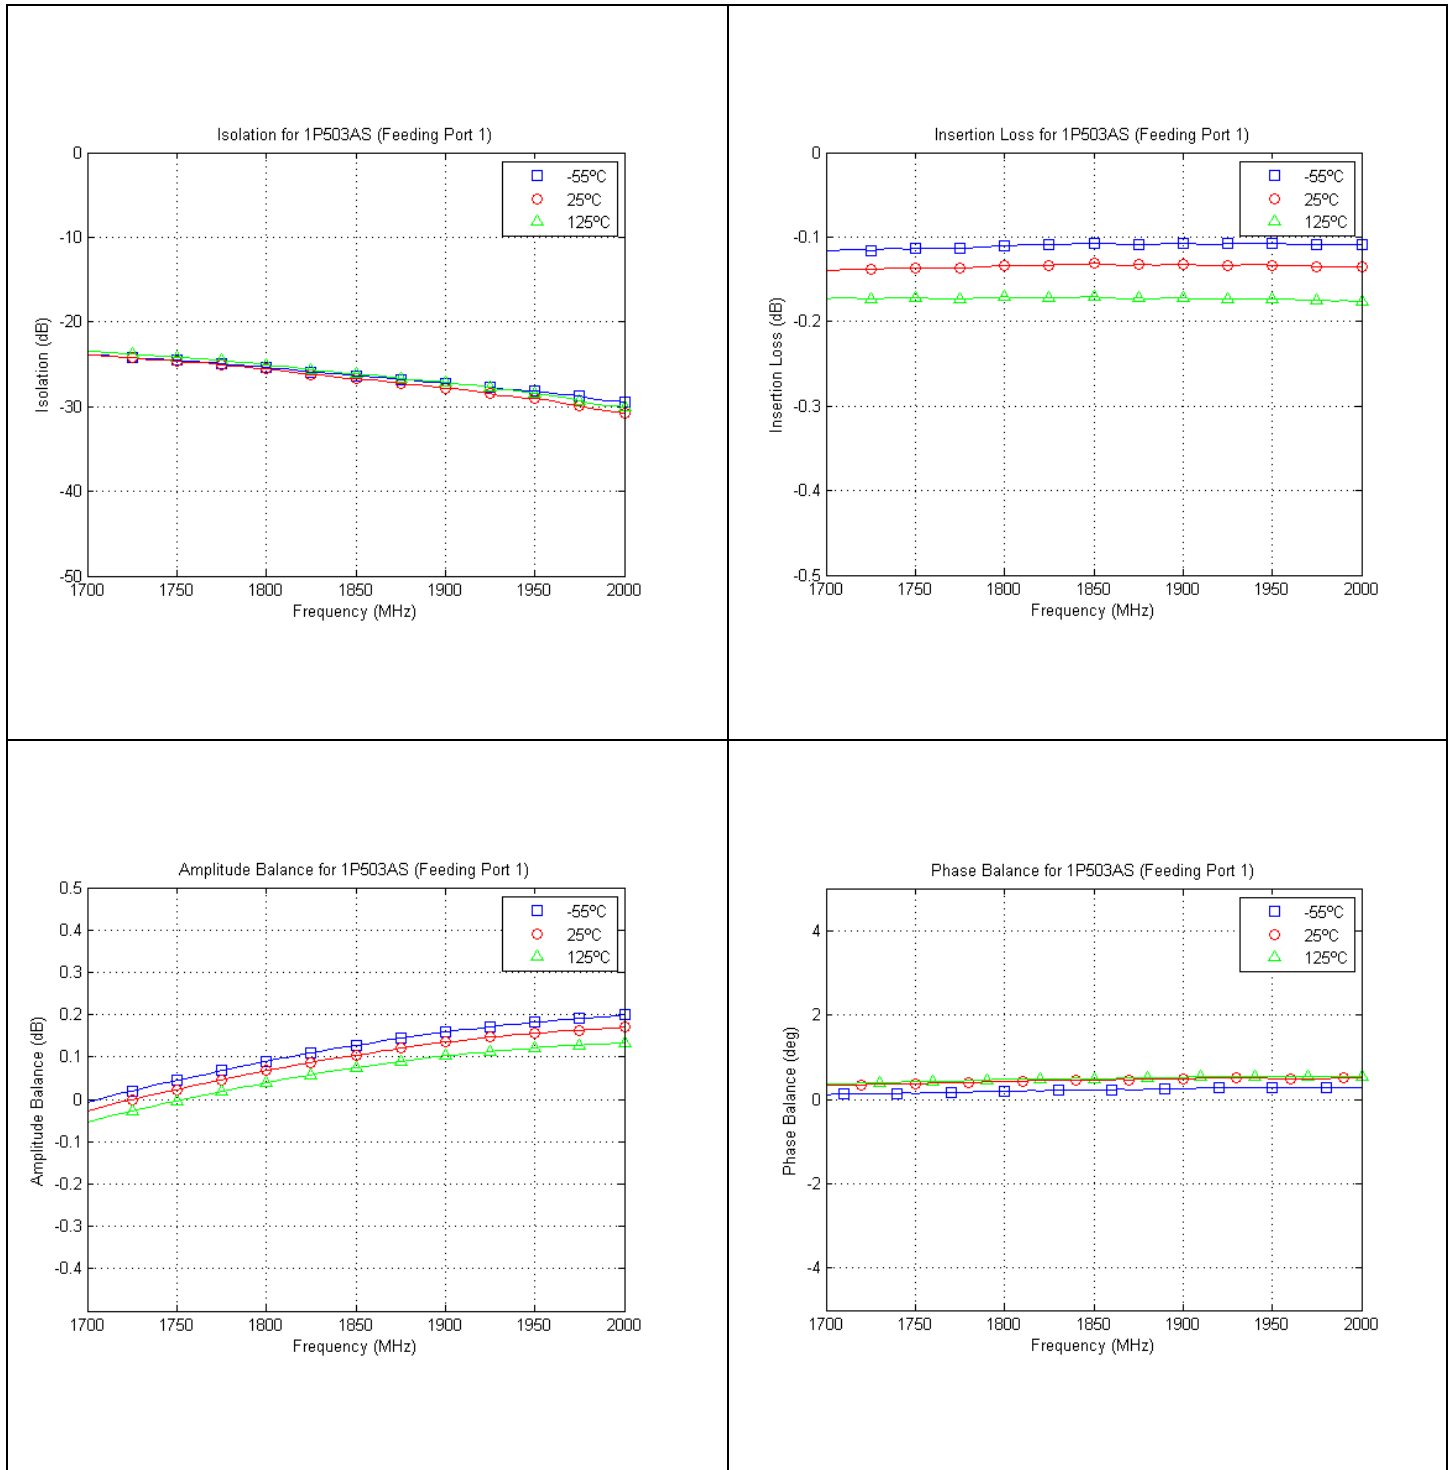 Isolation for 1P503AS (Feeding Port 1)
0
-10
-20
-30
-40
-50
Isolation (dB)
-55ºC
25ºC
125ºC
1700 1750 1800 1850 1900 1950 2000
Frequency (MHz)
Insertion Loss for 1P503AS (Feeding Port 1)
0
-0.1
-0.2
-0.3
-0.4
-0.5
Insertion Loss (dB)
-55ºC
25ºC
125ºC
1700 1750 1800 1850 1900 1950 2000
Frequency (MHz)
Amplitude Balance for 1P503AS (Feeding Port 1)
0.5
0.4
0.3
0.2
0.1
0
-0.1
-0.2
-0.3
-0.4
Amplitude Balance (dB)
-55ºC
25ºC
125ºC
1700 1750 1800 1850 1900 1950 2000
Frequency (MHz)
Phase Balance for 1P503AS (Feeding Port 1)
4
2
0
-2
-4
Phase Balance (deg)
-55ºC
25ºC
125ºC
1700 1750 1800 1850 1900 1950 2000
Frequency (MHz)